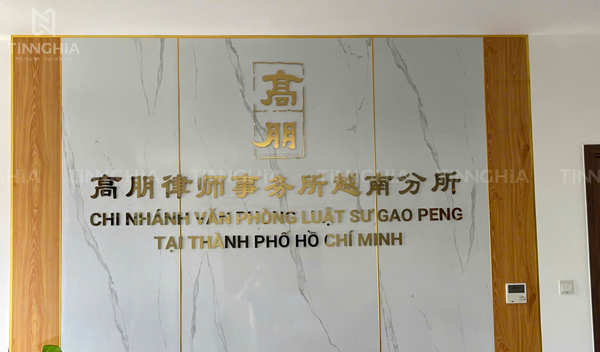 TINNGHIA
高
朋
高朋律师事务所越南分所
CHI NHÁNH VĂN PHÒNG LUẬT SƯ GAO PENG
TẠI THÀNH PHỐ HỒ CHÍ MINH